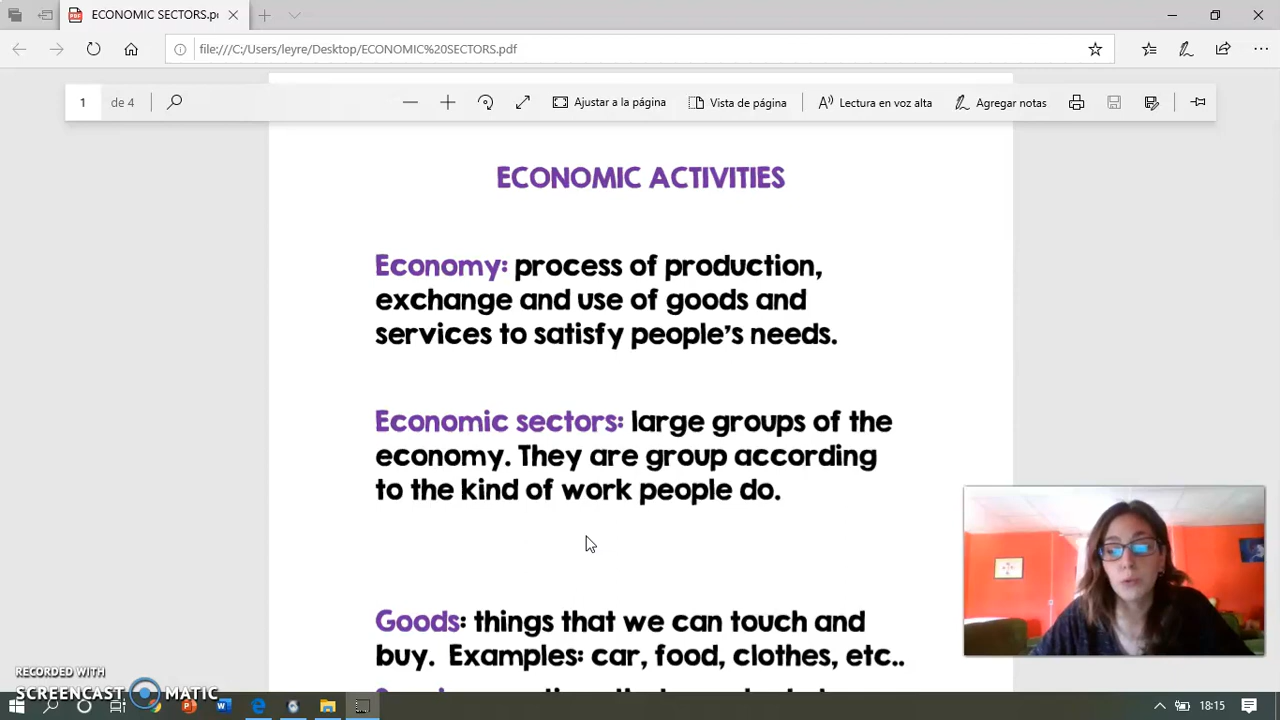 ECONOMIC SECTORS.p
file:///C:/Users/leyre/Desktop/ECONOMIC%20SECTORS.pdf
1 de 4 Ajustar a la página Vista de página Lectura en voz alta Agregar notas
ECONOMIC ACTIVITIES
Economy: process of production,
exchange and use of goods and
services to satisfy people's needs.
Economic sectors: large groups of the
economy. They are group according
to the kind of work people do.
Goods: things that we can touch and
buy. Examples: car, food, clothes, etc..
RECORDED WITH
SCREENCAST MATIC
18:15